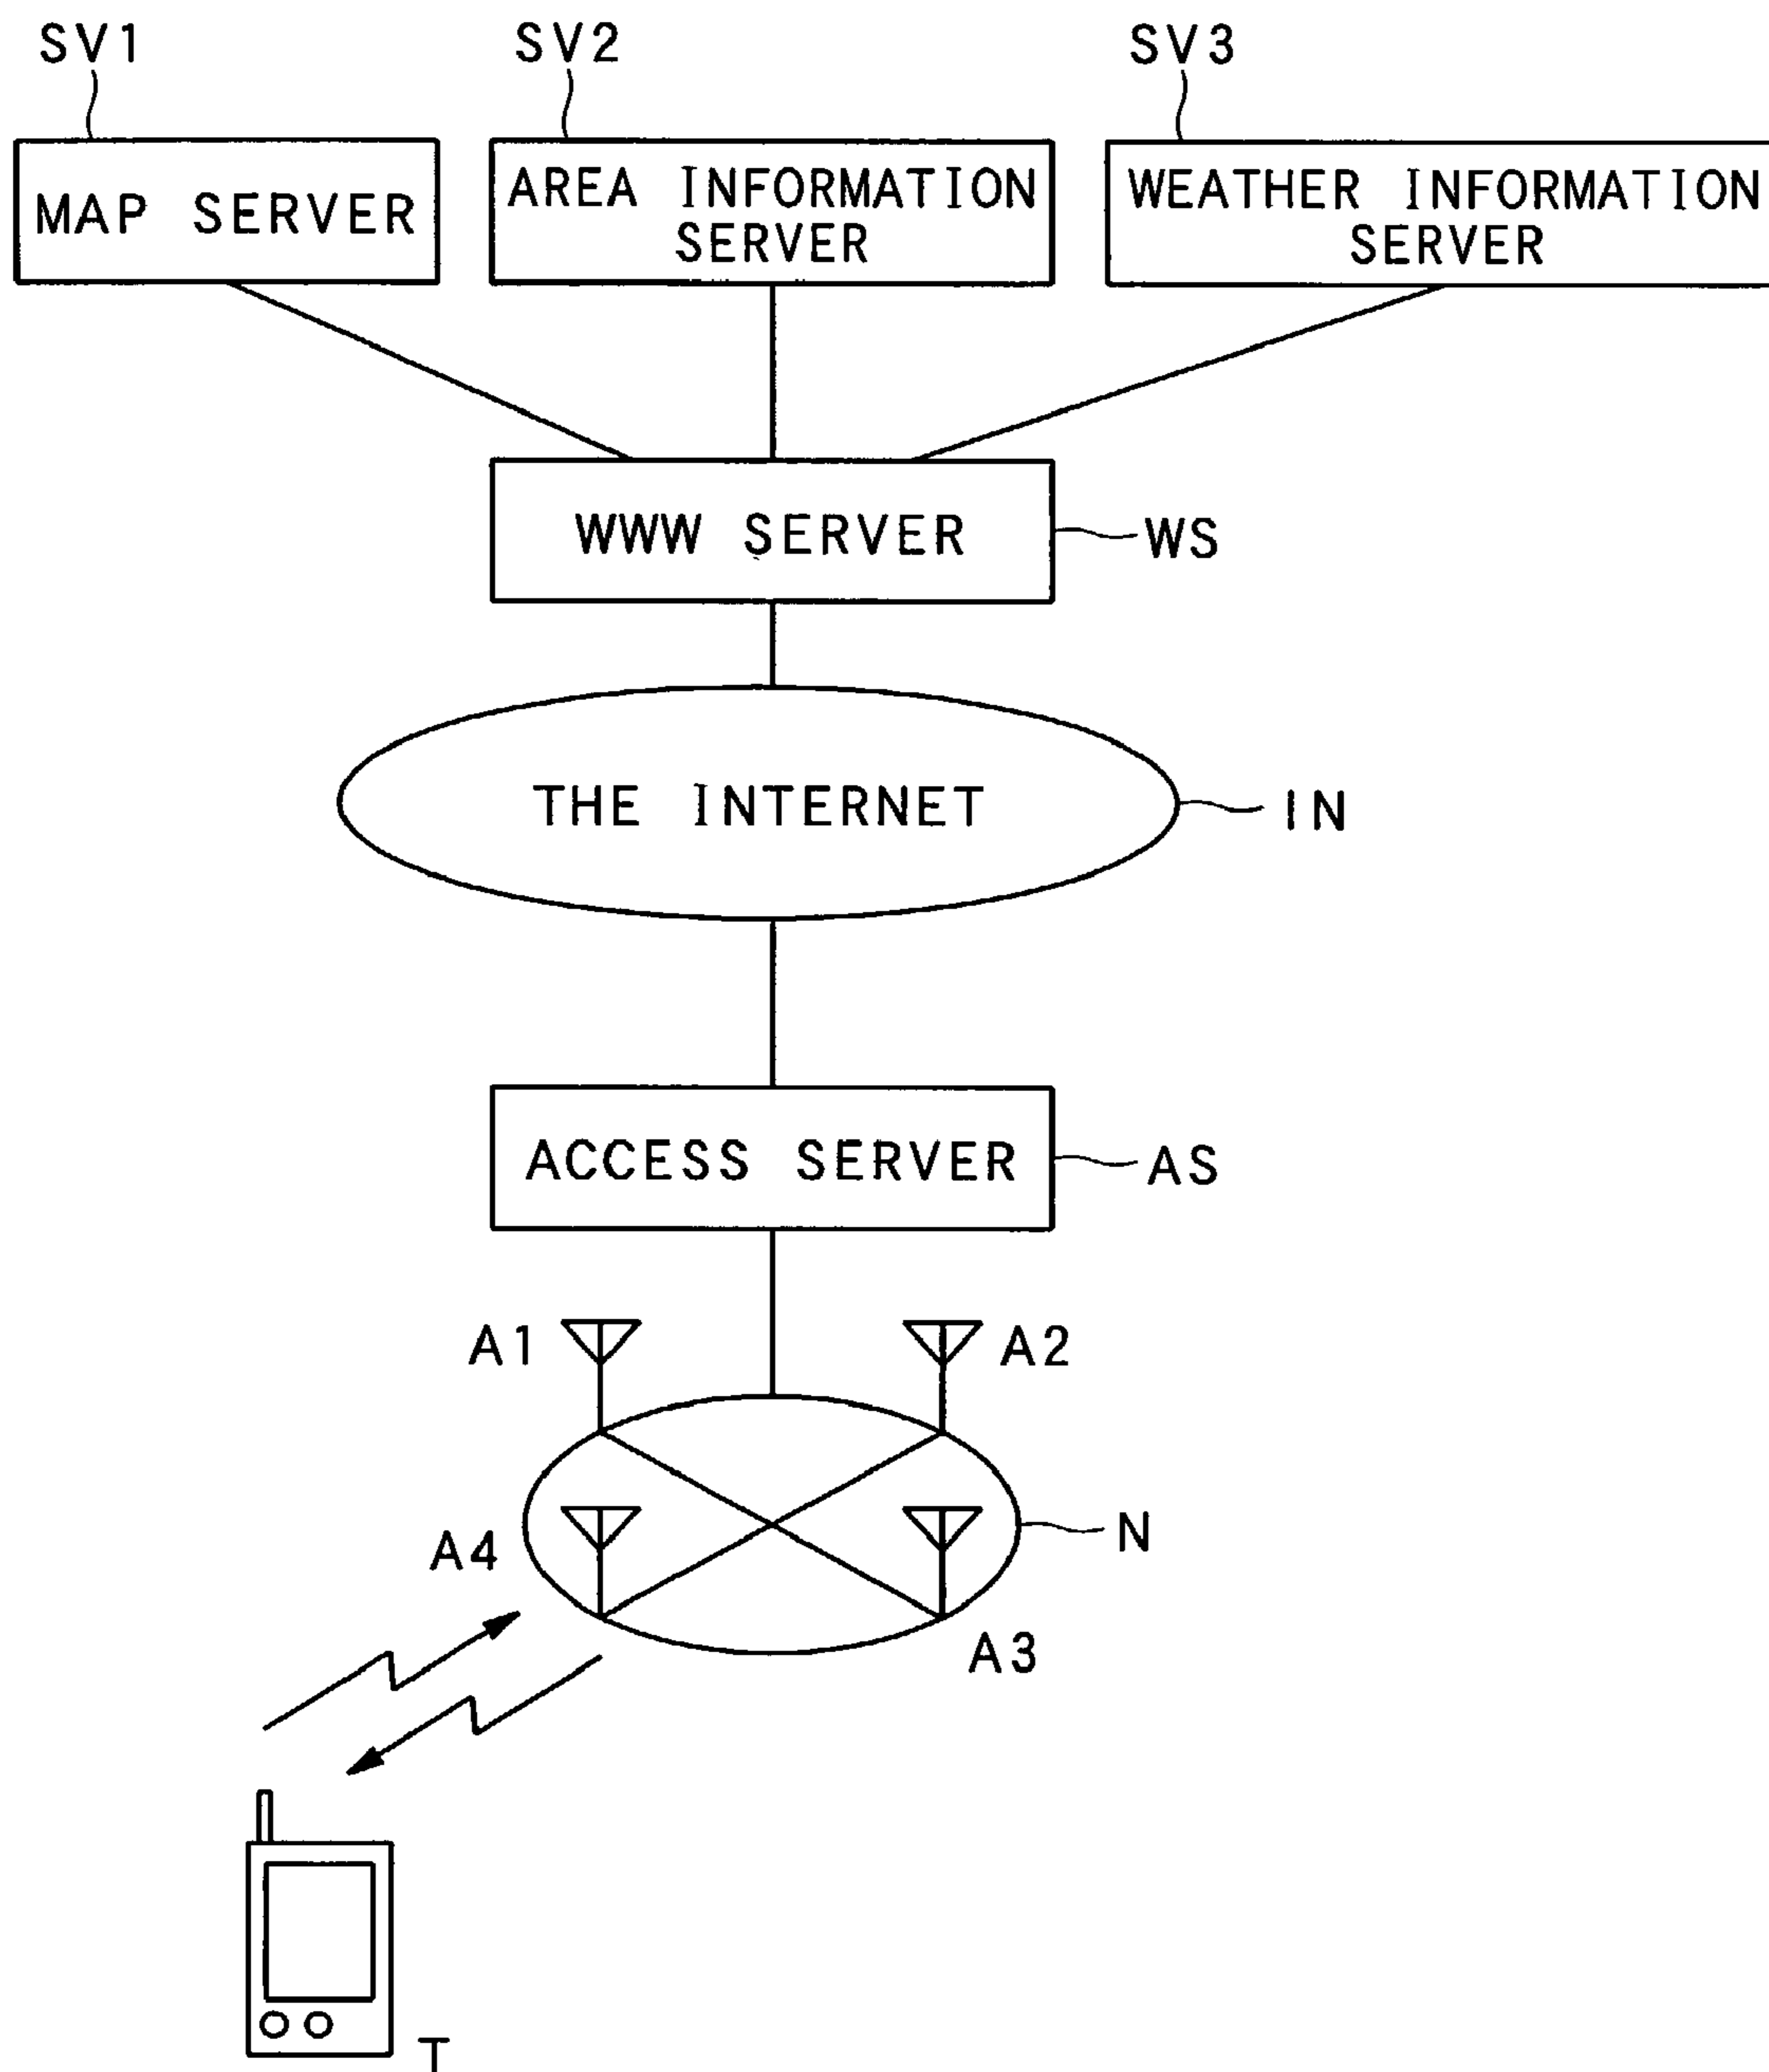 SV1
SV2
SV3
MAP SERVER
AREA INFORMATION
SERVER
WEATHER INFORMATION
SERVER
WWW SERVER
WS
THE INTERNET
IN
ACCESS SERVER
AS
A1
A2
A4
N
A3
T